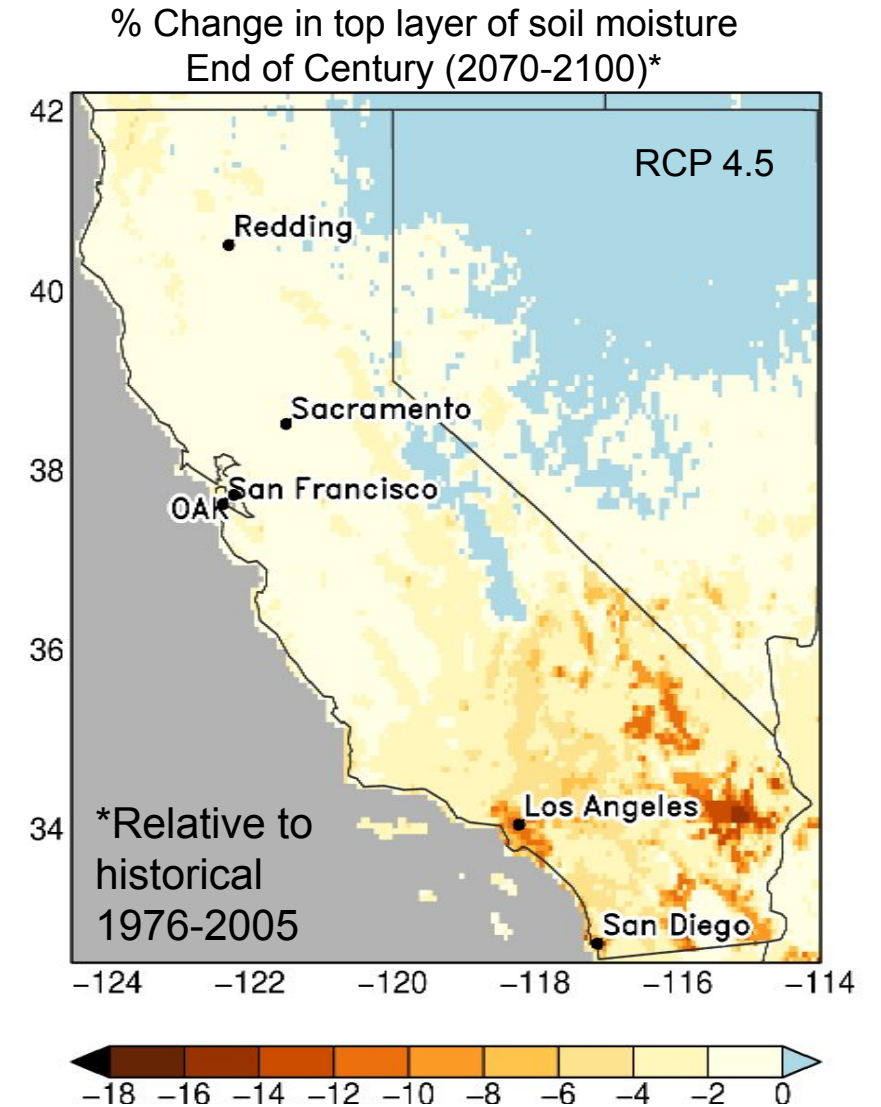 % Change in top layer of soil moisture
End of Century (2070-2100)*
42
RCP 4.5
Redding
40
Sacramento
38
San Francisco
OAK
36
Los Angeles
34
*Relative to
historical
1976-2005
San Diego
−124 −122 −120 −118 −116 −114
−18 −16 −14 −12 −10 −8 −6 −4 −2 0